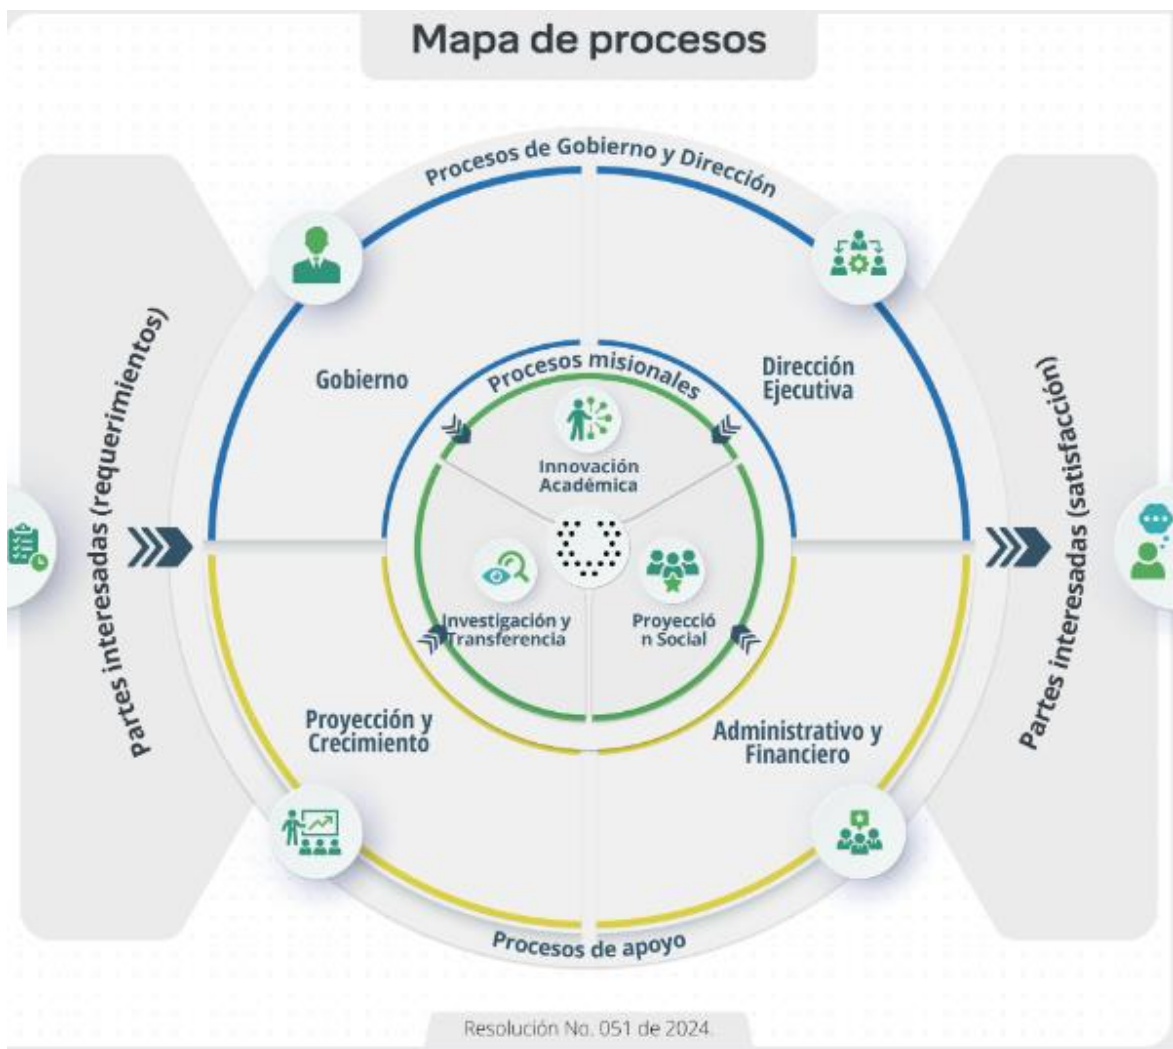 Mapa de procesos
Procesos de Gobierno y Dirección
Partes interesadas (requerimientos)
Gobierno
Dirección
Ejecutiva
Partes interesadas (satisfacción)
Procesos misionales
Innovación
Académica
Investigación y
Transferencia
Proyecció
n Social
Proyección y
Crecimiento
Administrativo y
Financiero
Procesos de apoyo
Resolución No. 051 de 2024